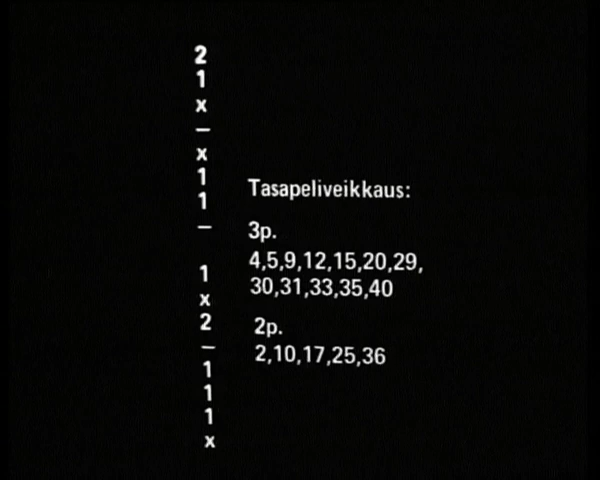 2
1
x
–
x
1
1
–
1
x
2
–
1
1
1
x
Tasapeliveikkaus:
3p.
4,5,9,12,15,20,29,
30,31,33,35,40
2p.
2,10,17,25,36